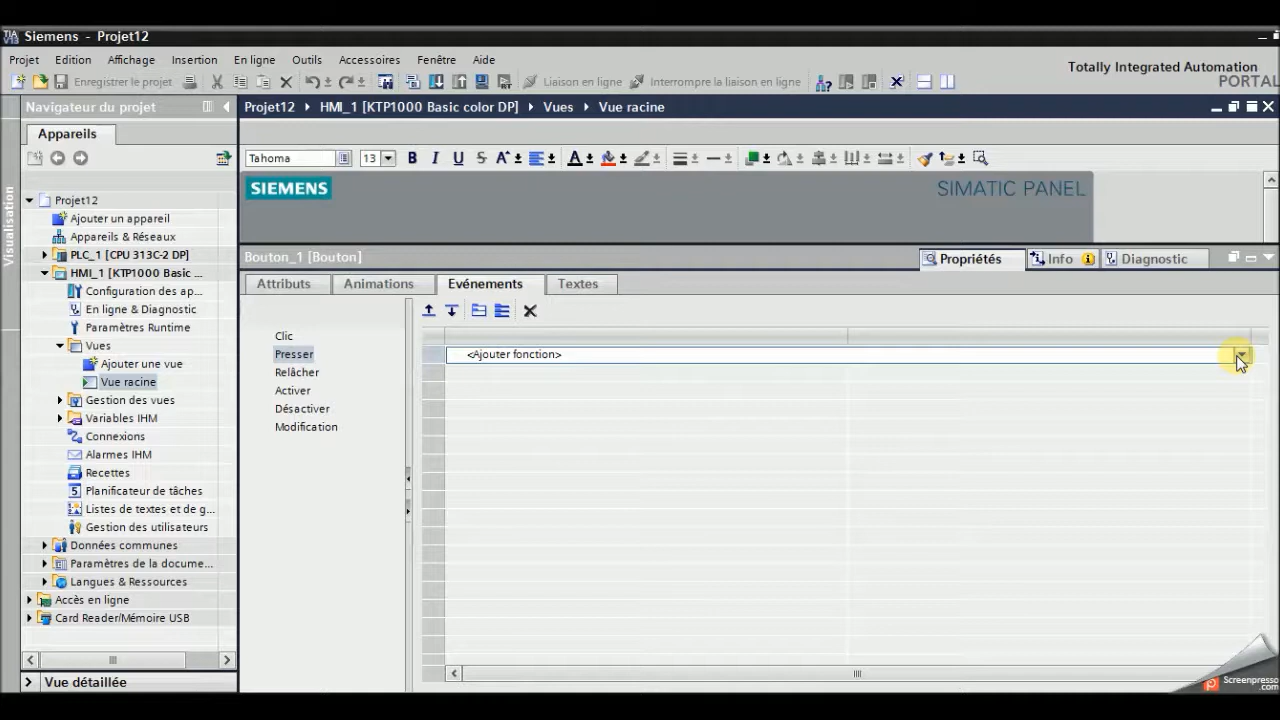 TIA V13 Siemens - Projet12
Projet Edition Affichage Insertion En ligne Outils Accessoires Fenêtre Aide
Totally Integrated Automation
PORTAL
Enregistrer le projet Liaison en ligne Interrompre la liaison en ligne
Navigateur du projet
Projet12 HMI_1 [KTP1000 Basic color DP] Vues Vue racine
Appareils
Tahoma 13 B I U S A A
SIEMENS SIMATIC PANEL
Visualisation
Projet12
Ajouter un appareil
Appareils & Réseaux
PLC_1 [CPU 313C-2 DP]
HMI_1 [KTP1000 Basic ...
Configuration des ap...
En ligne & Diagnostic
Paramètres Runtime
Vues
Ajouter une vue
Vue racine
Gestion des vues
Variables IHM
Connexions
Alarmes IHM
Recettes
Planificateur de tâches
Listes de textes et de g...
Gestion des utilisateurs
Données communes
Paramètres de la docume...
Langues & Ressources
Accès en ligne
Card Reader/Mémoire USB
Vue détaillée
Bouton_1 [Bouton] Propriétés Info Diagnostic
Attributs Animations Evénements Textes
Clic
Presser
Relâcher
Activer
Désactiver
Modification
<Ajouter fonction>
Screenpresso
.com